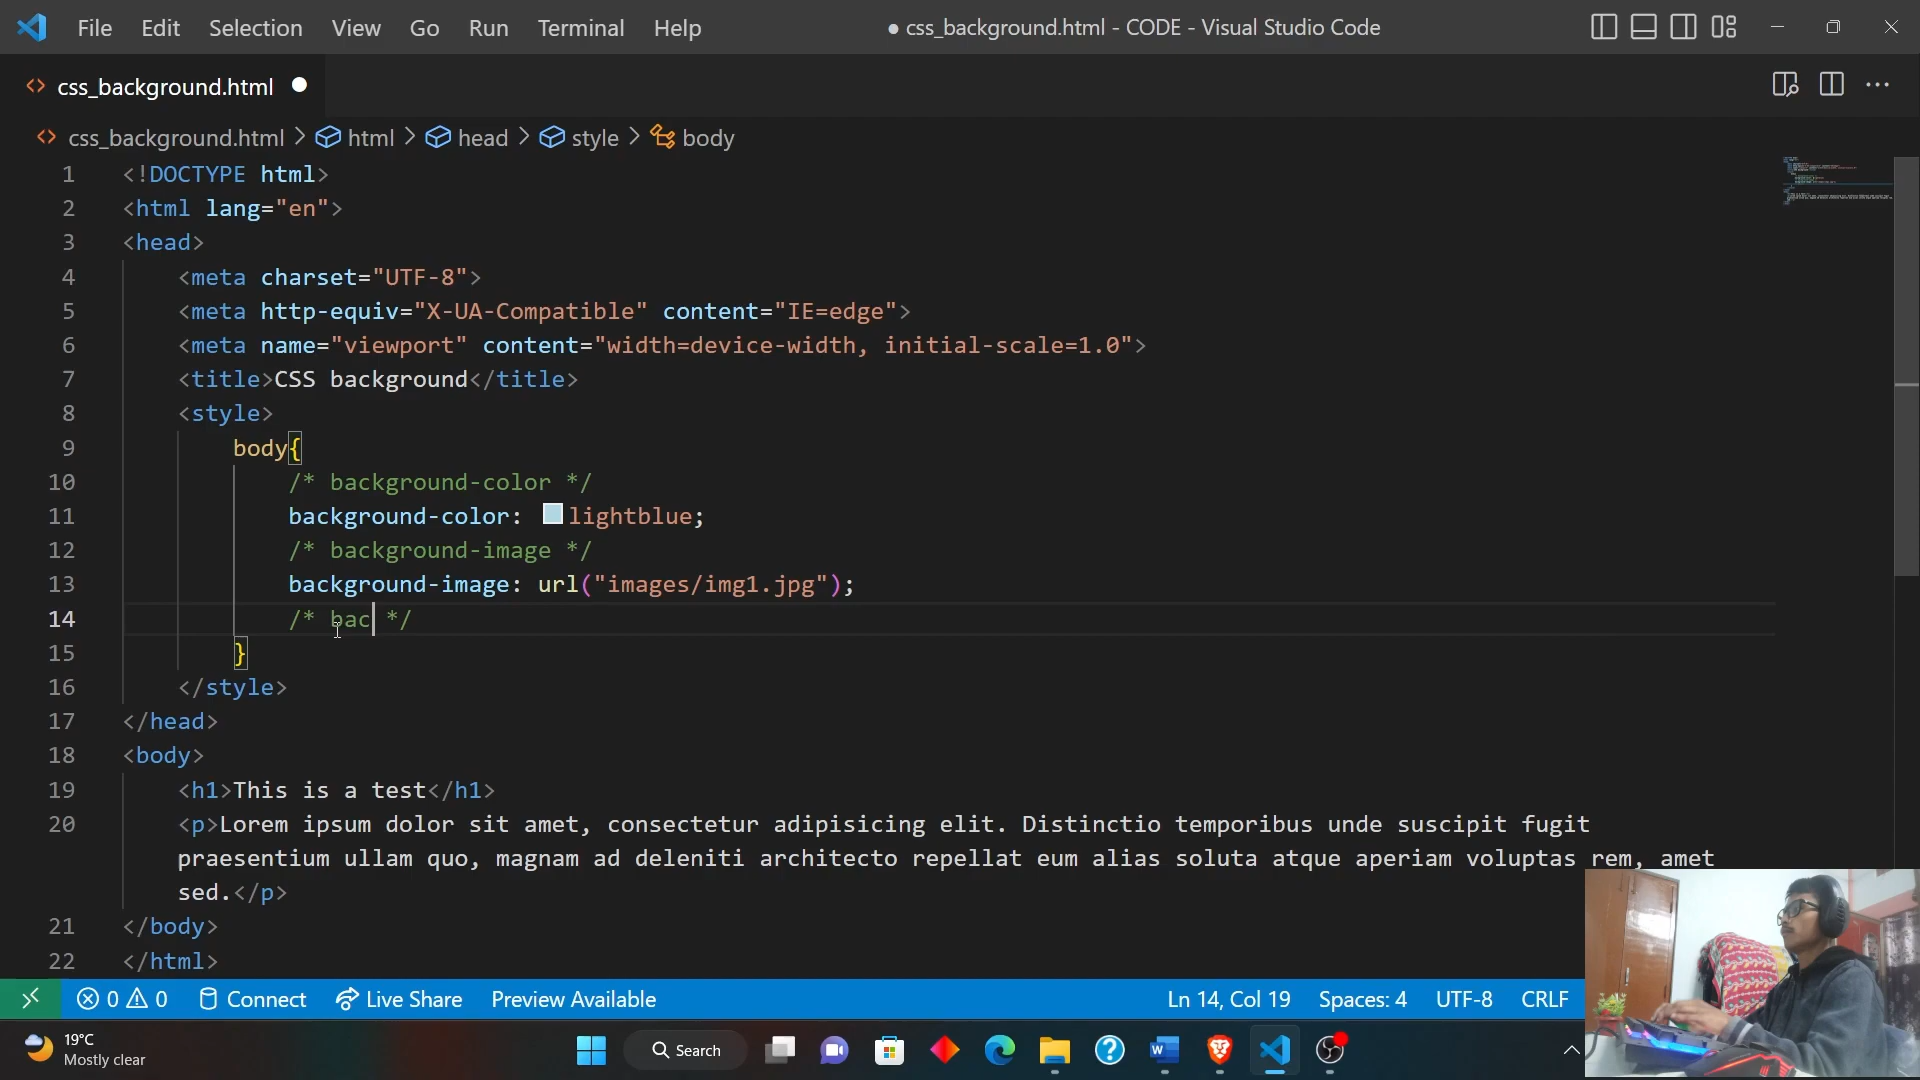 File Edit Selection View Go Run Terminal Help ● css_background.html - CODE - Visual Studio Code
<> css_background.html ●
<> css_background.html > html > head > style > body
1 <!DOCTYPE html>
2 <html lang="en">
3 <head>
4 <meta charset="UTF-8">
5 <meta http-equiv="X-UA-Compatible" content="IE=edge">
6 <meta name="viewport" content="width=device-width, initial-scale=1.0">
7 <title>CSS background</title>
8 <style>
9 body{
10 /* background-color */
11 background-color: lightblue;
12 /* background-image */
13 background-image: url("images/img1.jpg");
14 /* bac */
15 }
16 </style>
17 </head>
18 <body>
19 <h1>This is a test</h1>
20 <p>Lorem ipsum dolor sit amet, consectetur adipisicing elit. Distinctio temporibus unde suscipit fugit
praesentium ullam quo, magnam ad deleniti architecto repellat eum alias soluta atque aperiam voluptas rem, amet
sed.</p>
21 </body>
22 </html>
0 0 Connect Live Share Preview Available Ln 14, Col 19 Spaces: 4 UTF-8 CRLF
19°C
Mostly clear
Search